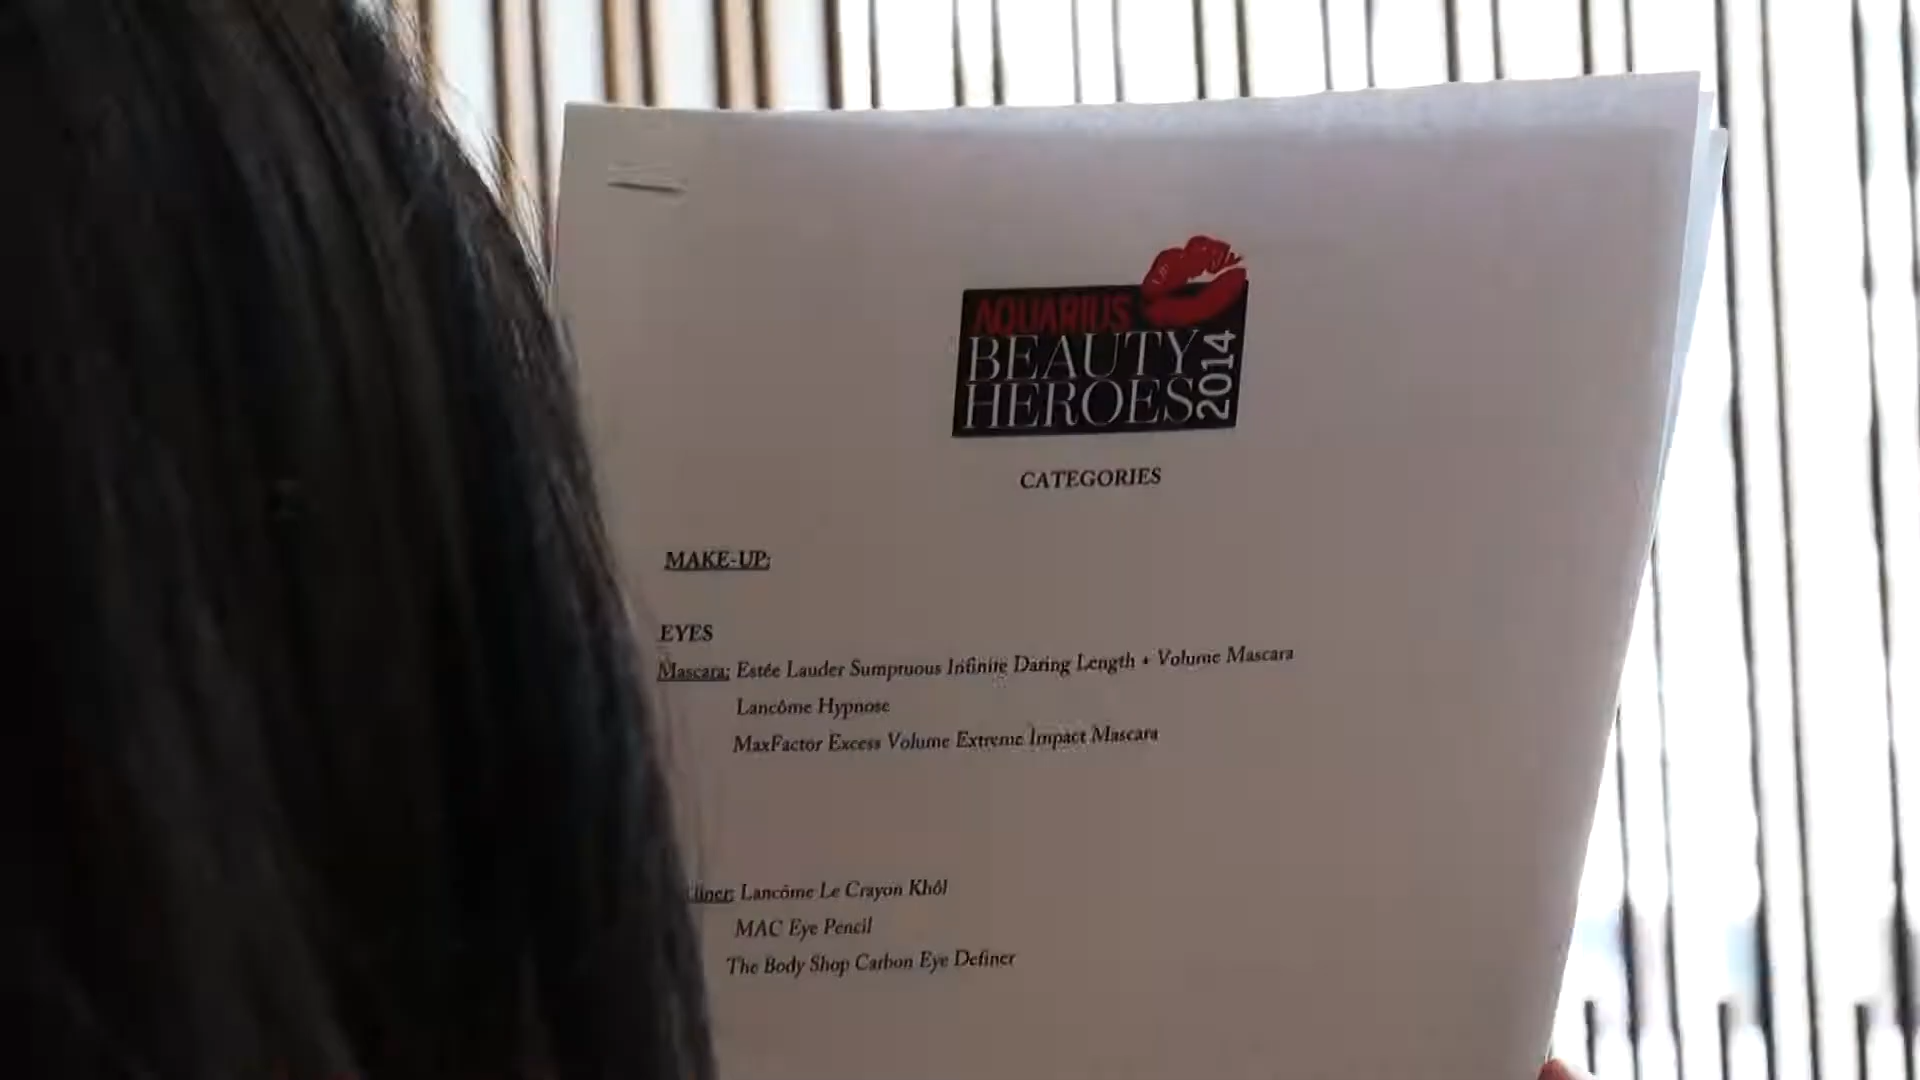 AQUARIUS
BEAUTY
HEROES
2014
CATEGORIES
MAKE-UP:
EYES
Mascara: Estée Lauder Sumptuous Infinite Daring Length + Volume Mascara
Lancôme Hypnose
MaxFactor Excess Volume Extreme Impact Mascara
liner: Lancôme Le Crayon Khôl
MAC Eye Pencil
The Body Shop Carbon Eye Definer